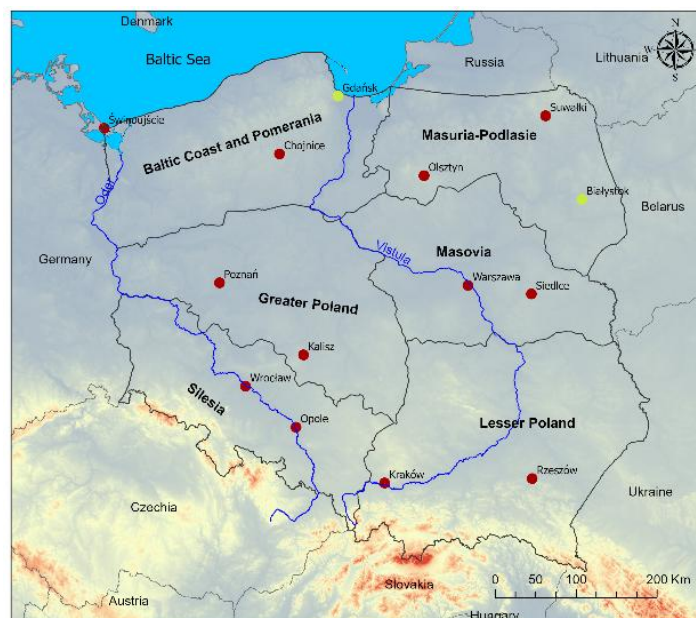 Denmark
Baltic Sea
Lithuania
Russia
N
W
E
S
Gdańsk
Świnoujście
Suwałki
Baltic Coast and Pomerania
Masuria-Podlasie
Chojnice
Olsztyn
Oder
Białystok
Belarus
Germany
Vistula
Masovia
Poznań
Warszawa
Siedlce
Greater Poland
Kalisz
Wrocław
Silesia
Opole
Lesser Poland
Kraków
Rzeszów
Czechia
Ukraine
Slovakia
0 50 100 200 Km
Austria
Hungary